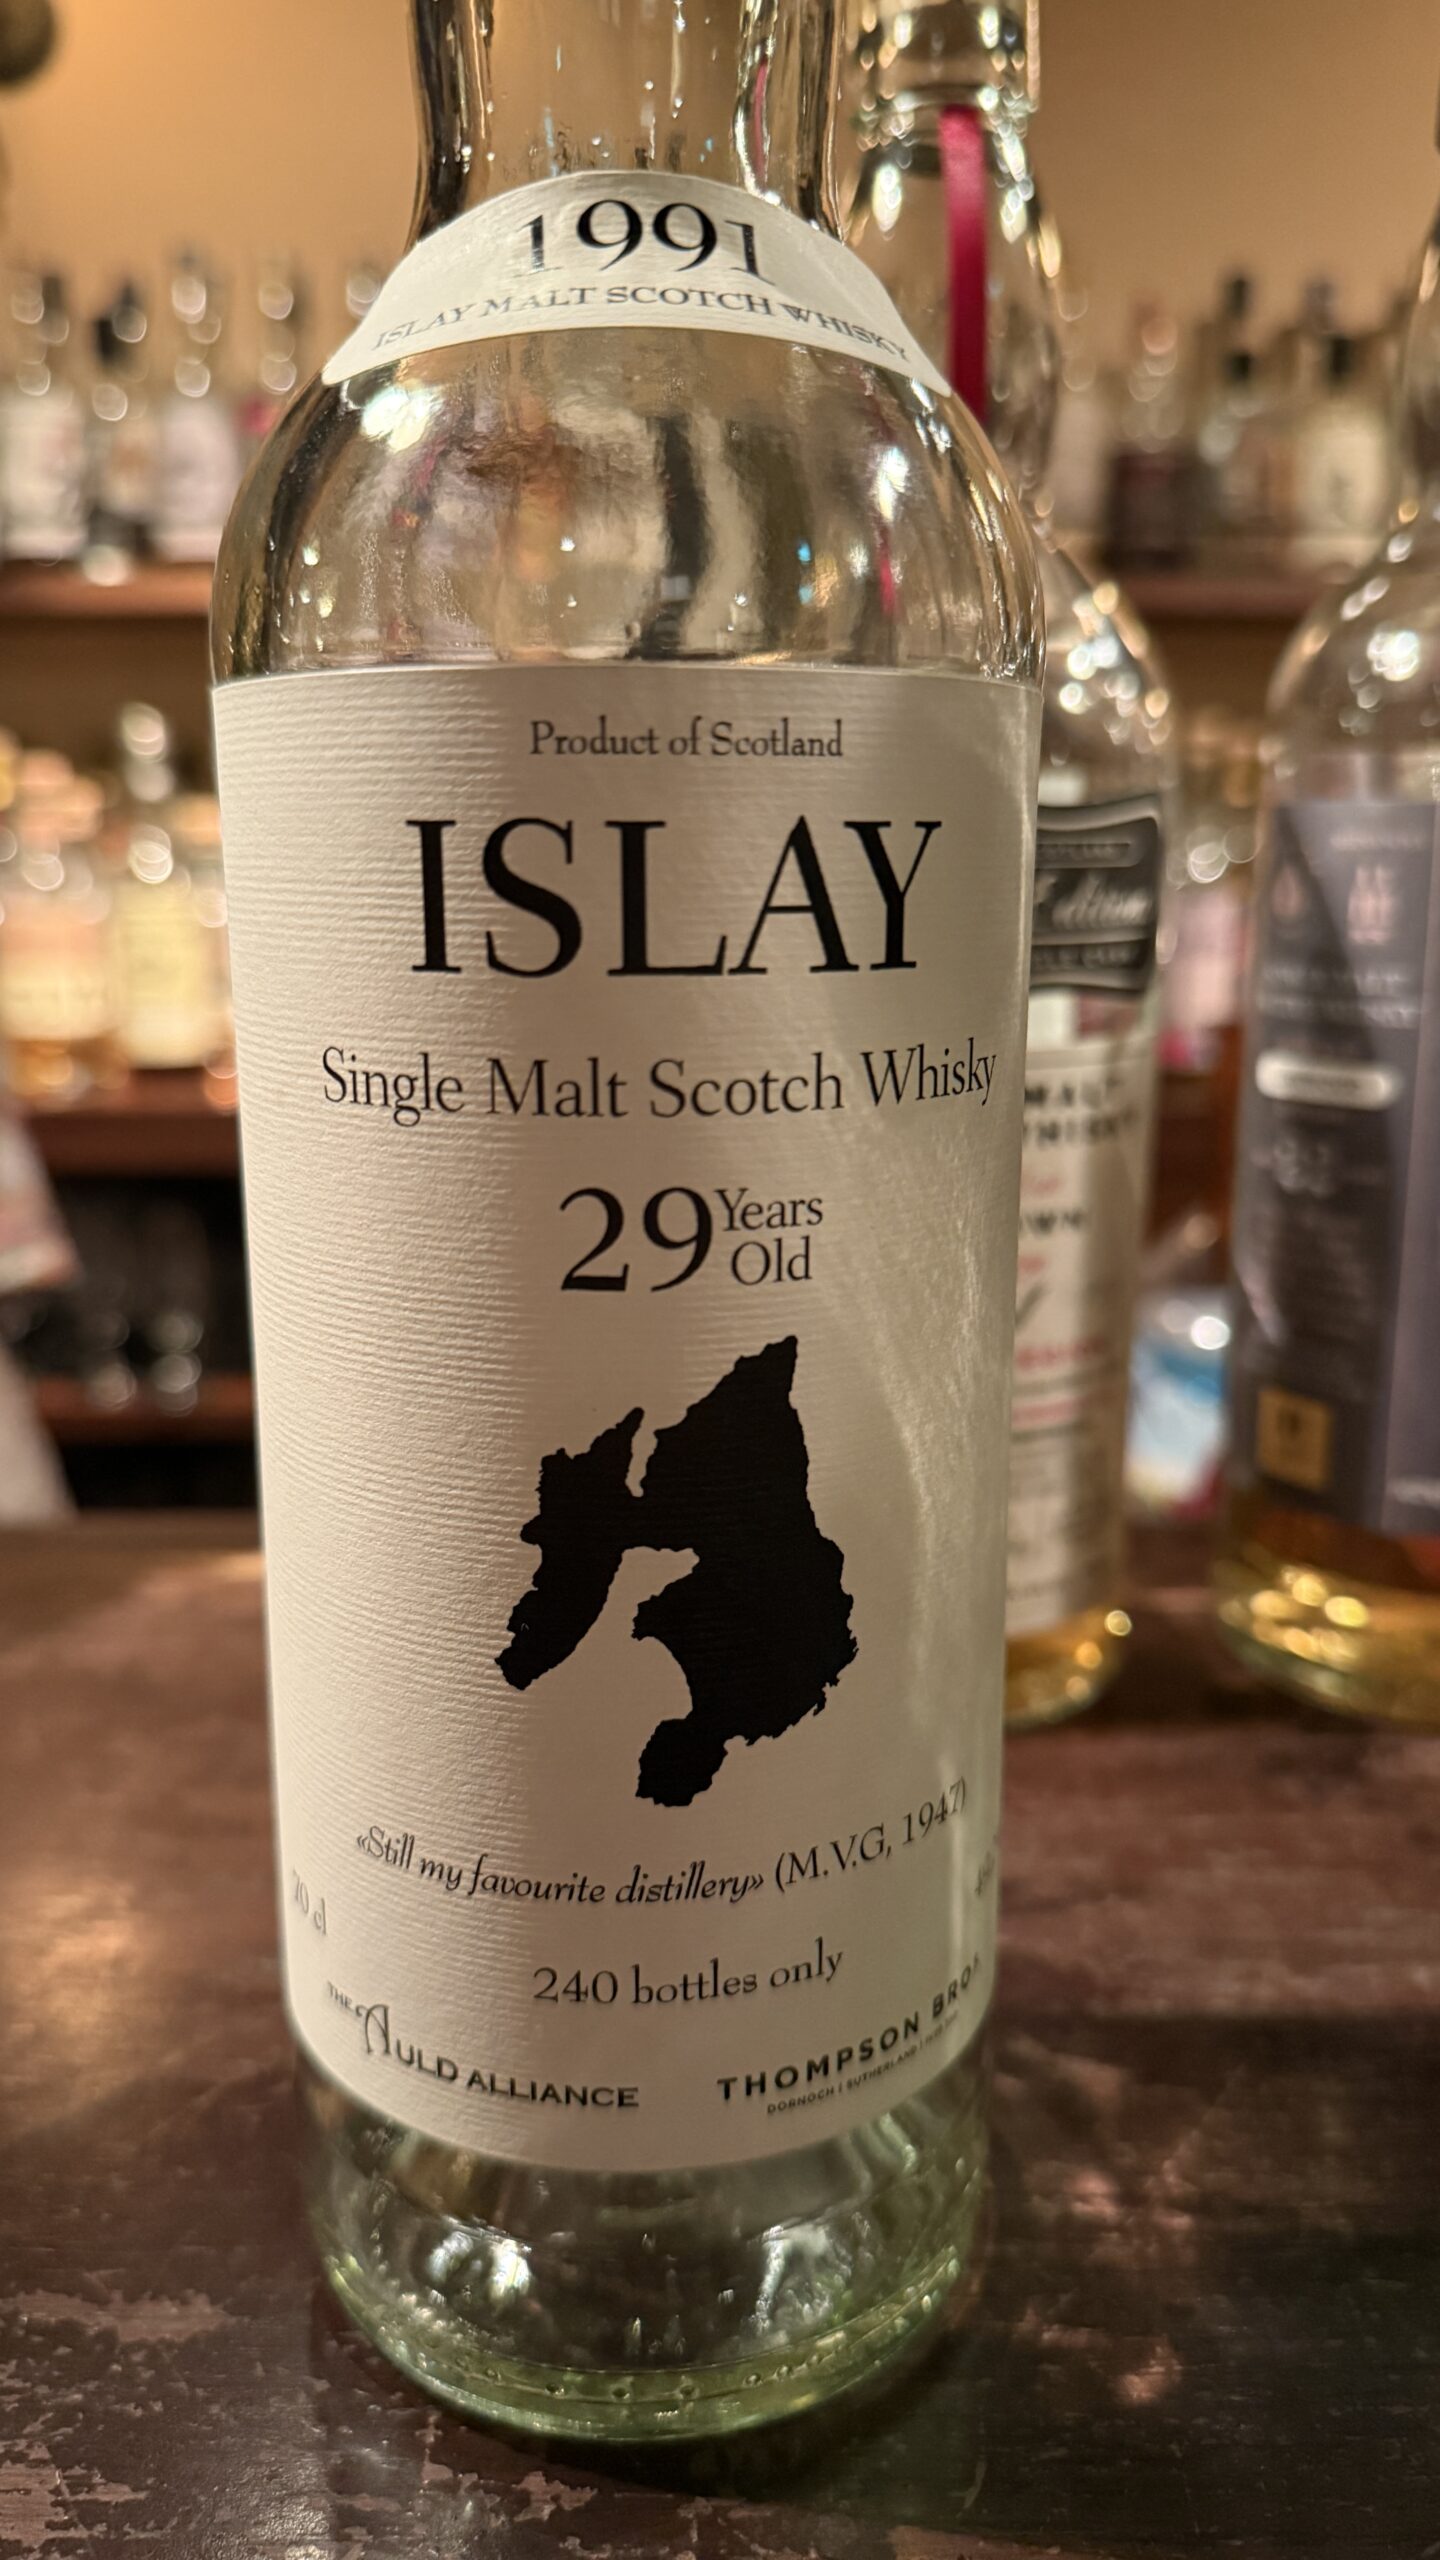 1991
ISLAY MALT SCOTCH WHISKY
Product of Scotland
ISLAY
Single Malt Scotch Whisky
29 Years Old
«Still my favourite distillery» (M.V.G, 1947)
70 cl
240 bottles only
THE AULD ALLIANCE
THOMPSON BROS
DORNOCH | SUTHERLAND |
Edition